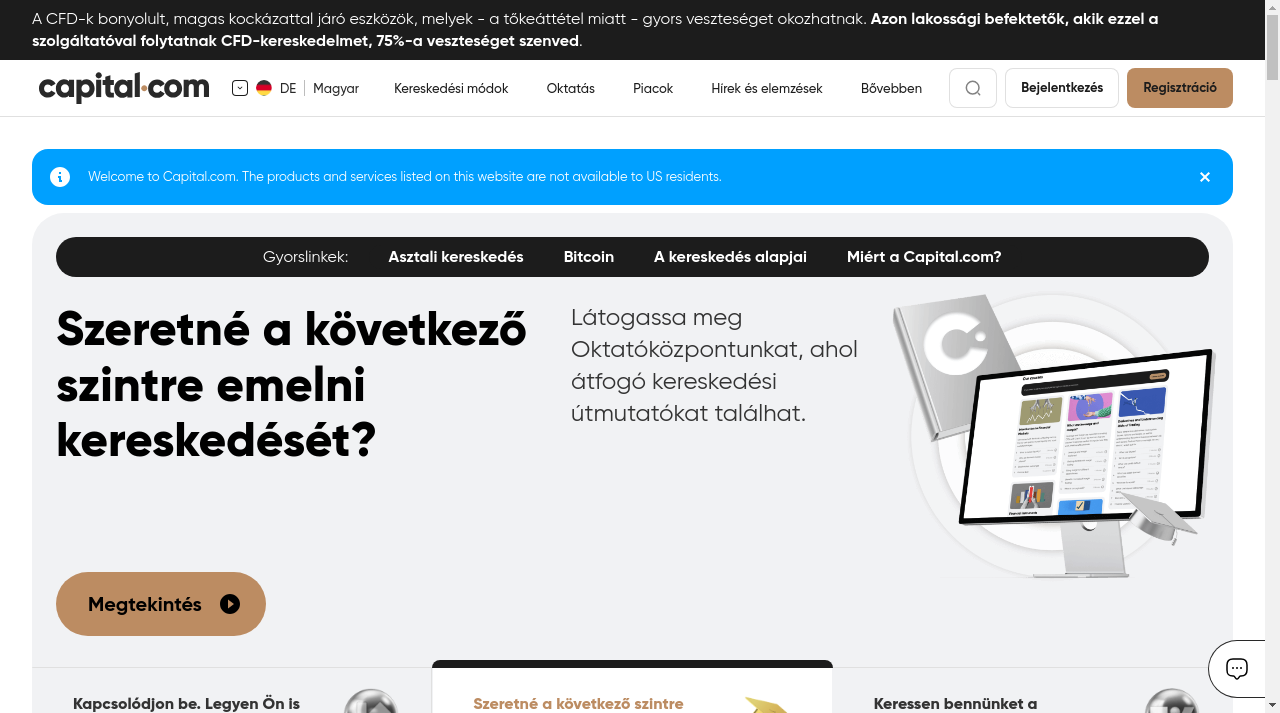 A CFD-k bonyolult, magas kockázattal járó eszközök, melyek - a tőkeáttétel miatt - gyors veszteséget okozhatnak. Azon lakossági befektetők, akik ezzel a
szolgáltatóval folytatnak CFD-kereskedelmet, 75%-a veszteséget szenved.
capital.com
DE
Magyar
Kereskedési módok
Oktatás
Piacok
Hírek és elemzések
Bővebben
Bejelentkezés
Regisztráció
Welcome to Capital.com. The products and services listed on this website are not available to US residents.
Gyorslinkek:
Asztali kereskedés
Bitcoin
A kereskedés alapjai
Miért a Capital.com?
Szeretné a következő
szintre emelni
kereskedését?
Látogassa meg
Oktatóközpontunkat, ahol
átfogó kereskedési
útmutatókat találhat.
Megtekintés
Kapcsolódjon be. Legyen Ön is
Szeretné a következő szintre
Keressen bennünket a